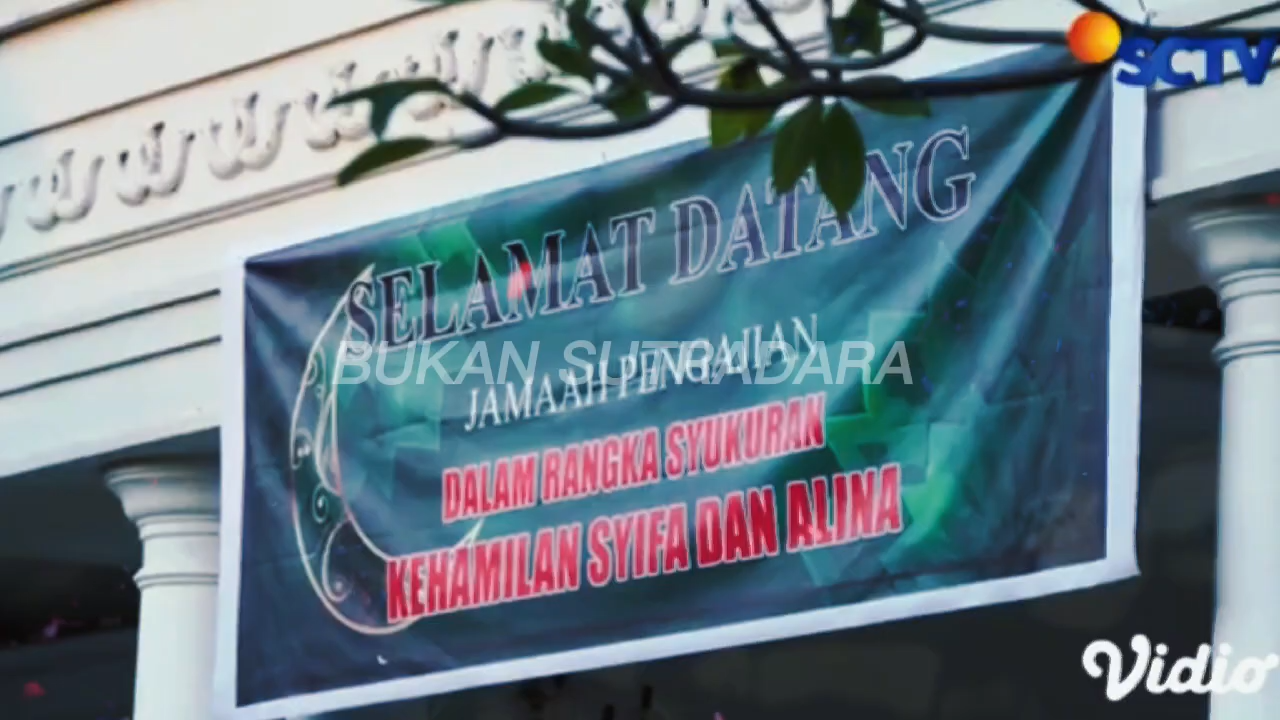 SCTV
SELAMAT DATANG
BUKAN SUTRADARA
JAMAAH PENGAJIAN
DALAM RANGKA SYUKURAN
KEHAMILAN SYIFA DAN ALINA
Vidio